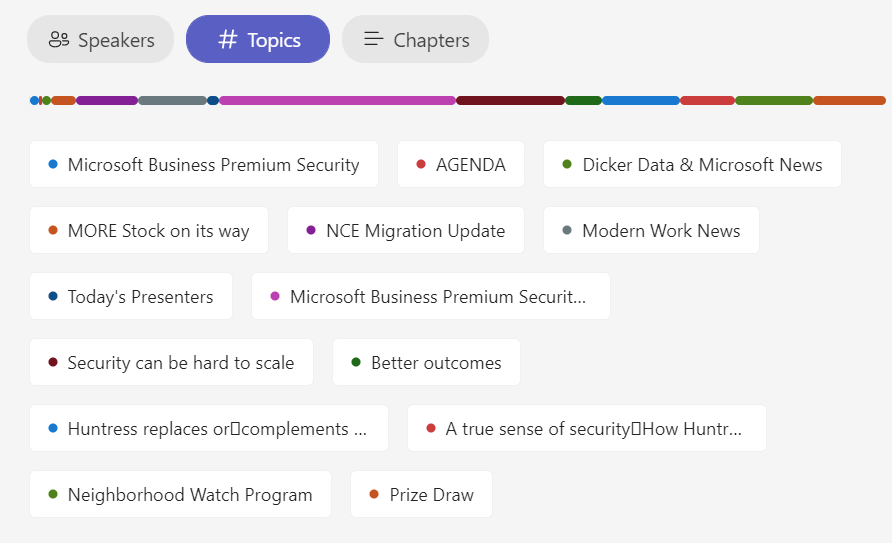 Speakers
# Topics
Chapters
Microsoft Business Premium Security
AGENDA
Dicker Data & Microsoft News
MORE Stock on its way
NCE Migration Update
Modern Work News
Today's Presenters
Microsoft Business Premium Securit...
Security can be hard to scale
Better outcomes
Huntress replaces or▯complements ...
A true sense of security▯How Huntr...
Neighborhood Watch Program
Prize Draw